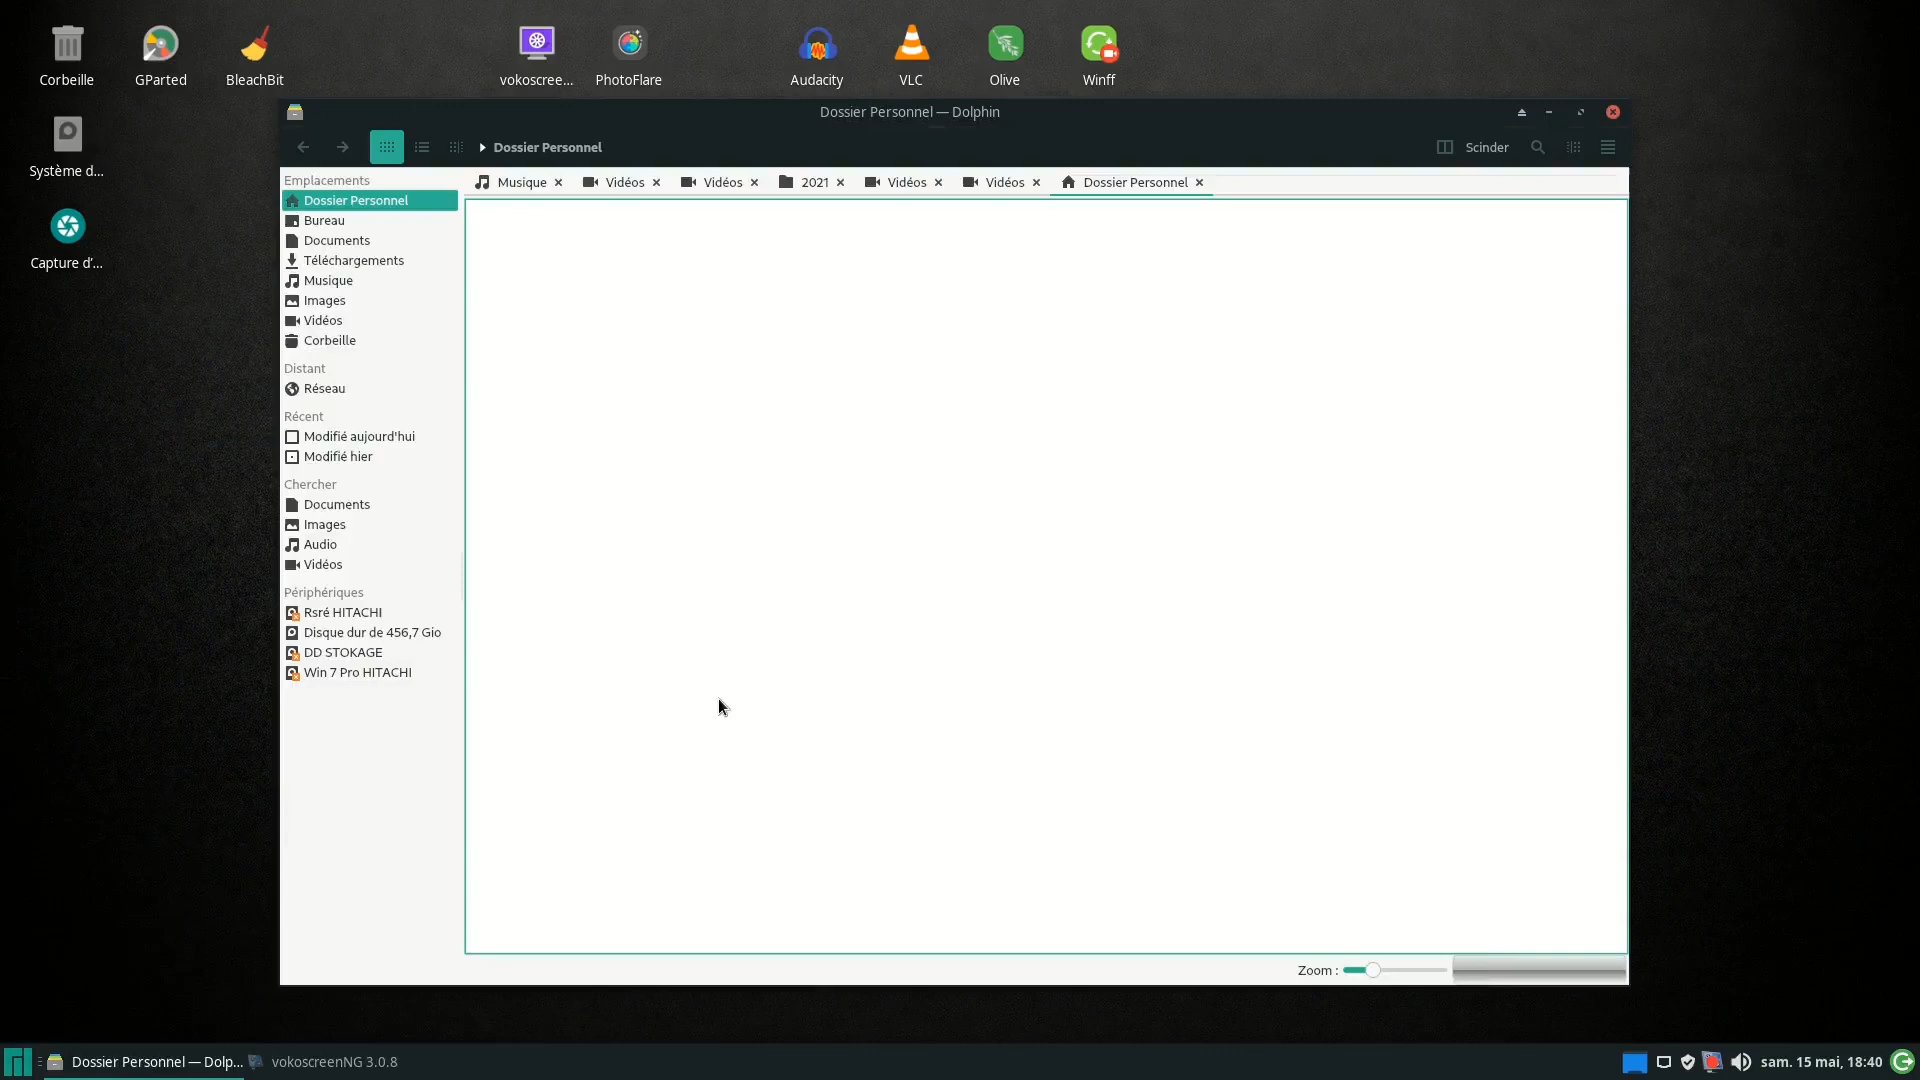 Corbeille
GParted
BleachBit
vokoscree...
PhotoFlare
Audacity
VLC
Olive
Winff
Système d...
Capture d’...
Dossier Personnel — Dolphin
Dossier Personnel
Scinder
Musique
Vidéos
Vidéos
2021
Vidéos
Vidéos
Dossier Personnel
Emplacements
Dossier Personnel
Bureau
Documents
Téléchargements
Musique
Images
Vidéos
Corbeille
Distant
Réseau
Récent
Modifié aujourd'hui
Modifié hier
Chercher
Documents
Images
Audio
Vidéos
Périphériques
Rsré HITACHI
Disque dur de 456,7 Gio
DD STOKAGE
Win 7 Pro HITACHI
Zoom :
Dossier Personnel — Dolp...
vokoscreenNG 3.0.8
sam. 15 mai, 18:40